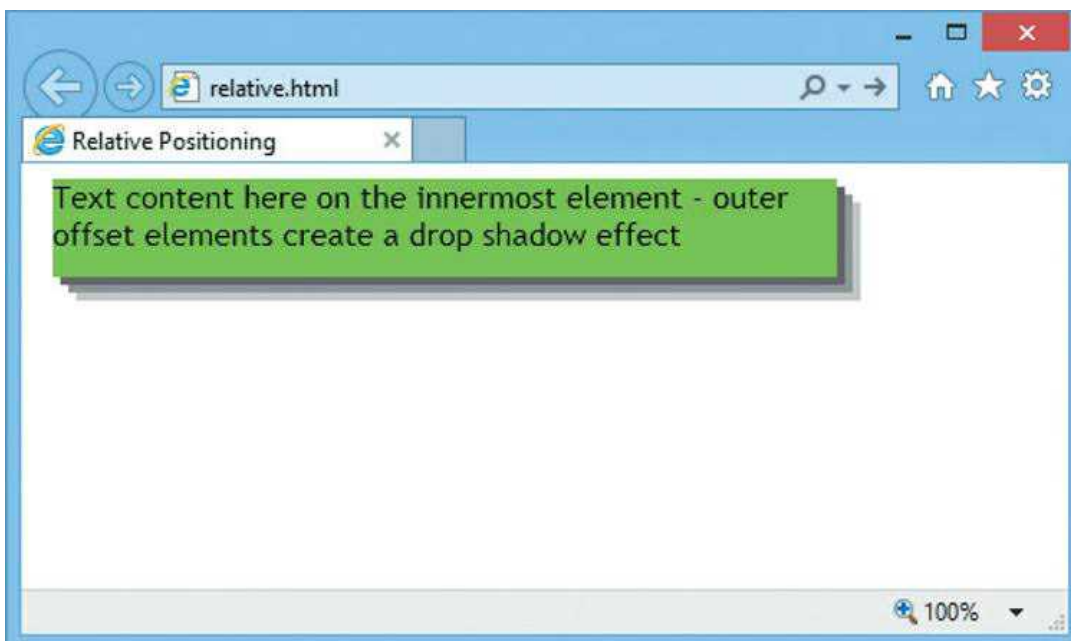 relative.html
Relative Positioning
Text content here on the innermost element - outer
offset elements create a drop shadow effect
100%